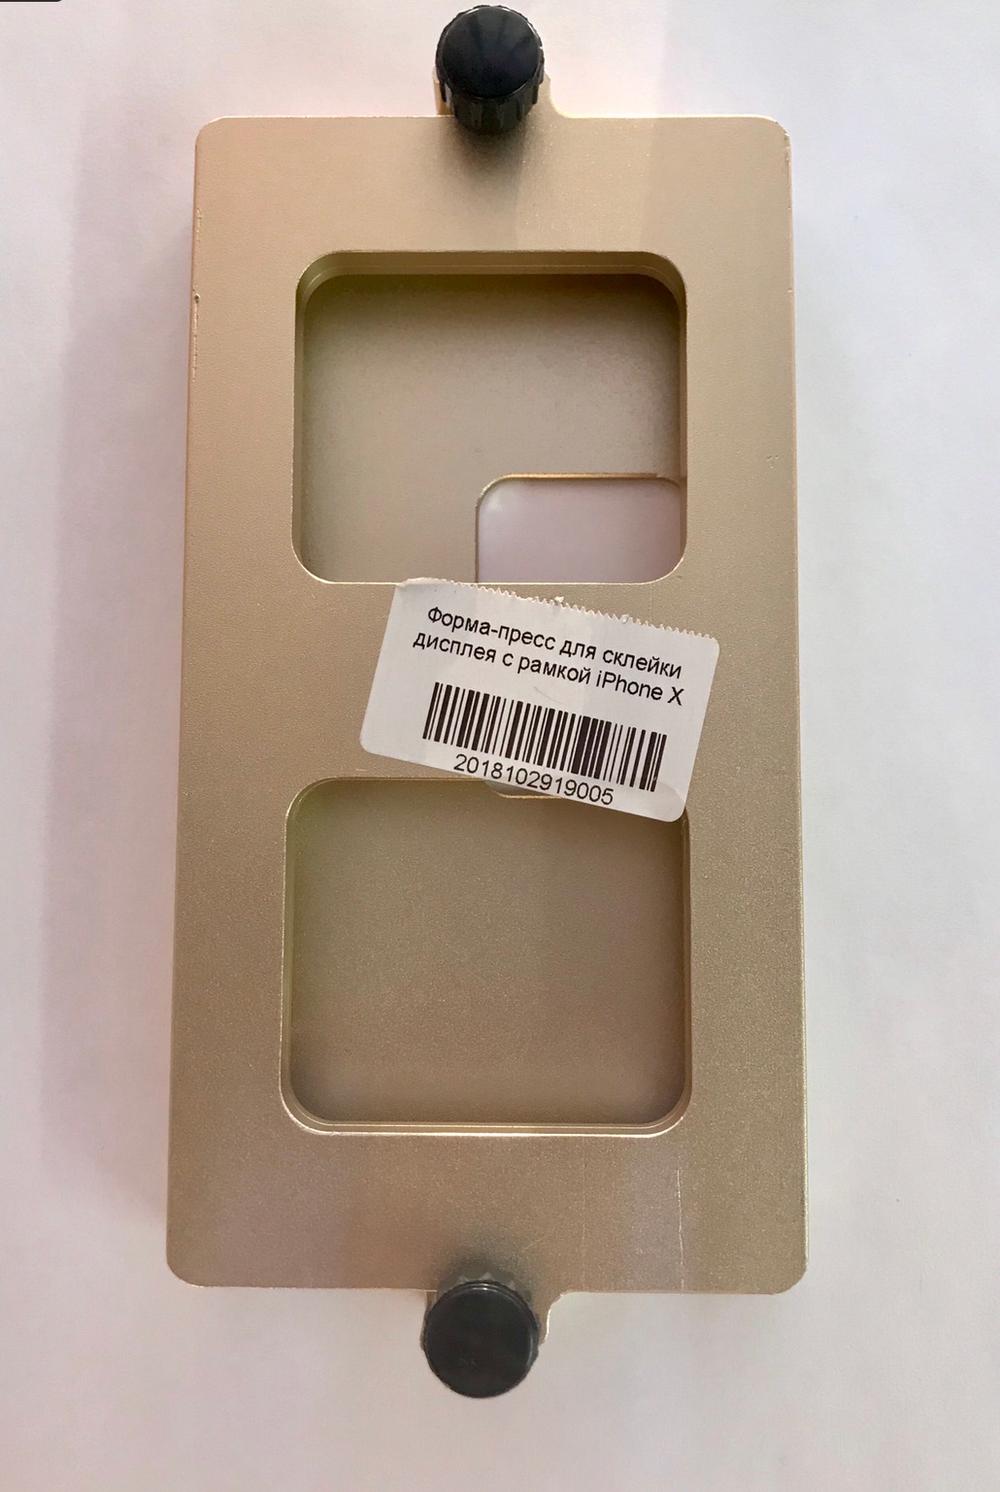 Форма-пресс для склейки
дисплея с рамкой iPhone X
2018102919005